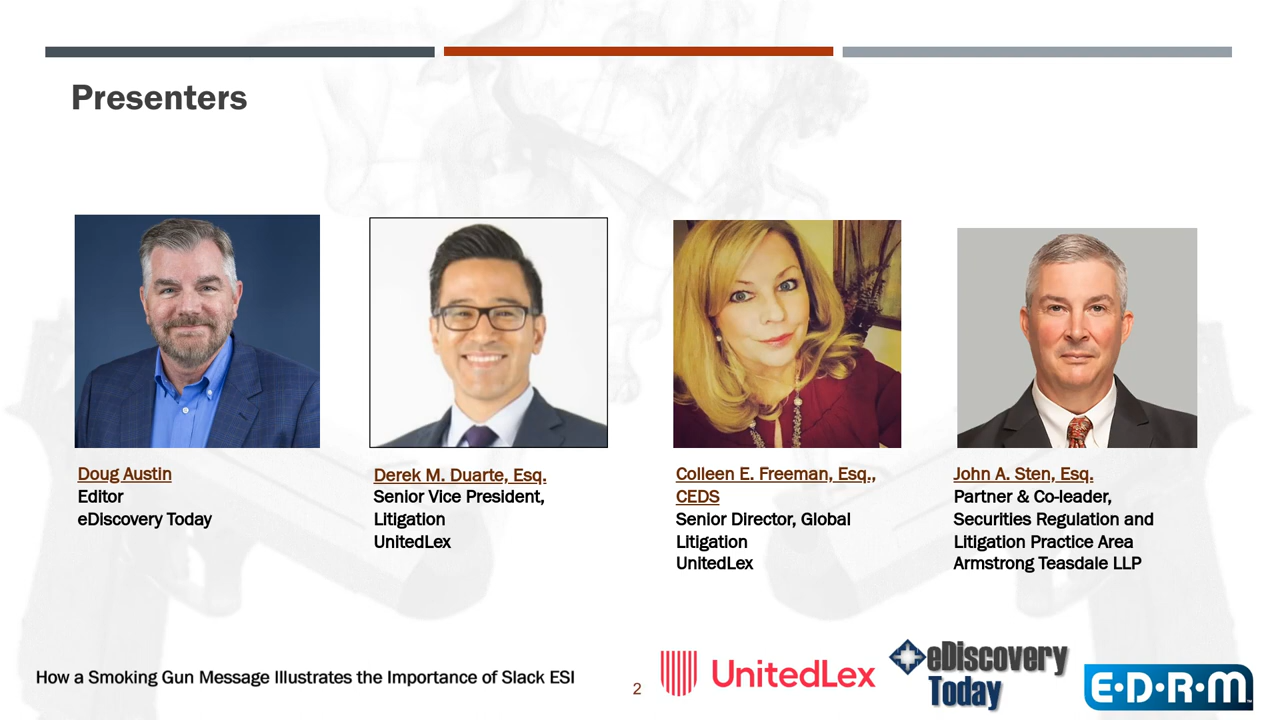 Presenters
Doug Austin
Editor
eDiscovery Today
Derek M. Duarte, Esq.
Senior Vice President,
Litigation
UnitedLex
Colleen E. Freeman, Esq.,
CEDS
Senior Director, Global
Litigation
UnitedLex
John A. Sten, Esq.
Partner & Co-leader,
Securities Regulation and
Litigation Practice Area
Armstrong Teasdale LLP
How a Smoking Gun Message Illustrates the Importance of Slack ESI
2
UnitedLex
eDiscovery
Today
E·D·R·M™